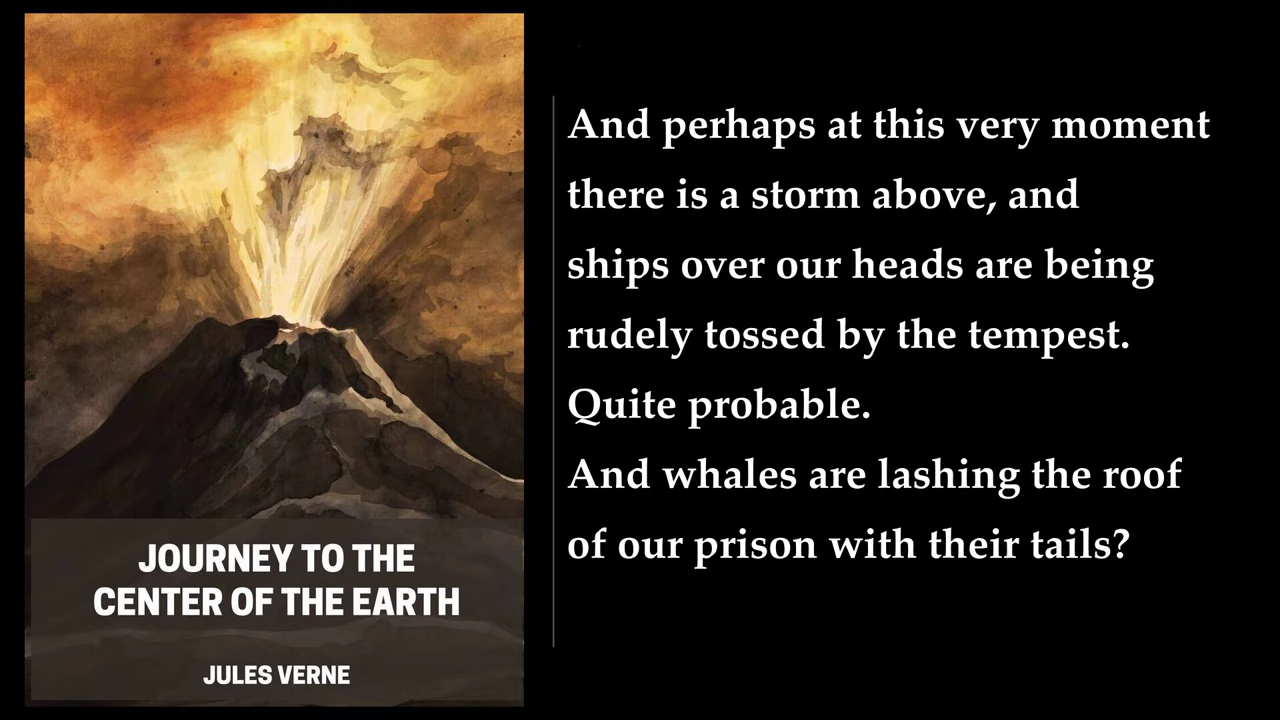 JOURNEY TO THE
CENTER OF THE EARTH
JULES VERNE
And perhaps at this very moment
there is a storm above, and
ships over our heads are being
rudely tossed by the tempest.
Quite probable.
And whales are lashing the roof
of our prison with their tails?